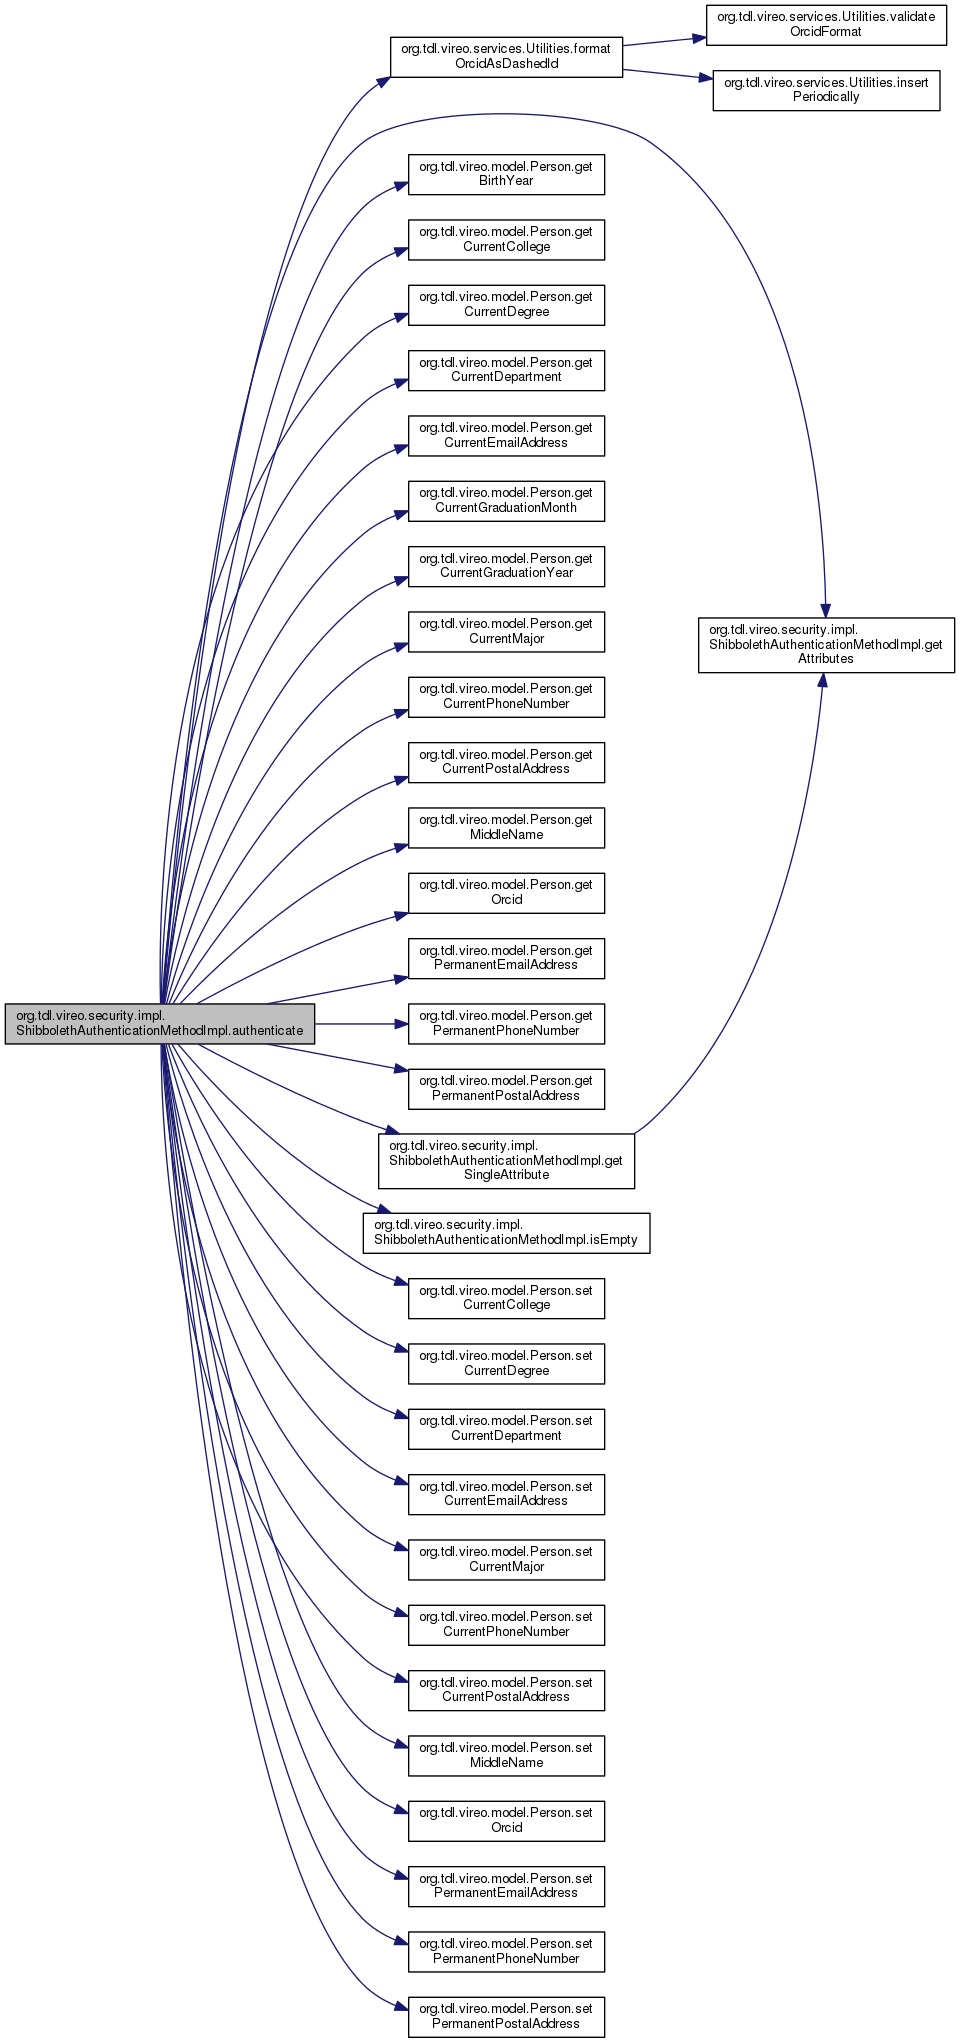 org.tdl.vireo.services.Utilities.validate
OrcidFormat
org.tdl.vireo.services.Utilities.format
OrcidAsDashedId
org.tdl.vireo.services.Utilities.insert
Periodically
org.tdl.vireo.model.Person.get
BirthYear
org.tdl.vireo.model.Person.get
CurrentCollege
org.tdl.vireo.model.Person.get
CurrentDegree
org.tdl.vireo.model.Person.get
CurrentDepartment
org.tdl.vireo.model.Person.get
CurrentEmailAddress
org.tdl.vireo.model.Person.get
CurrentGraduationMonth
org.tdl.vireo.model.Person.get
CurrentGraduationYear
org.tdl.vireo.model.Person.get
CurrentMajor
org.tdl.vireo.security.impl.
ShibbolethAuthenticationMethodImpl.get
Attributes
org.tdl.vireo.model.Person.get
CurrentPhoneNumber
org.tdl.vireo.model.Person.get
CurrentPostalAddress
org.tdl.vireo.model.Person.get
MiddleName
org.tdl.vireo.model.Person.get
Orcid
org.tdl.vireo.model.Person.get
PermanentEmailAddress
org.tdl.vireo.security.impl.
ShibbolethAuthenticationMethodImpl.authenticate
org.tdl.vireo.model.Person.get
PermanentPhoneNumber
org.tdl.vireo.model.Person.get
PermanentPostalAddress
org.tdl.vireo.security.impl.
ShibbolethAuthenticationMethodImpl.get
SingleAttribute
org.tdl.vireo.security.impl.
ShibbolethAuthenticationMethodImpl.isEmpty
org.tdl.vireo.model.Person.set
CurrentCollege
org.tdl.vireo.model.Person.set
CurrentDegree
org.tdl.vireo.model.Person.set
CurrentDepartment
org.tdl.vireo.model.Person.set
CurrentEmailAddress
org.tdl.vireo.model.Person.set
CurrentMajor
org.tdl.vireo.model.Person.set
CurrentPhoneNumber
org.tdl.vireo.model.Person.set
CurrentPostalAddress
org.tdl.vireo.model.Person.set
MiddleName
org.tdl.vireo.model.Person.set
Orcid
org.tdl.vireo.model.Person.set
PermanentEmailAddress
org.tdl.vireo.model.Person.set
PermanentPhoneNumber
org.tdl.vireo.model.Person.set
PermanentPostalAddress